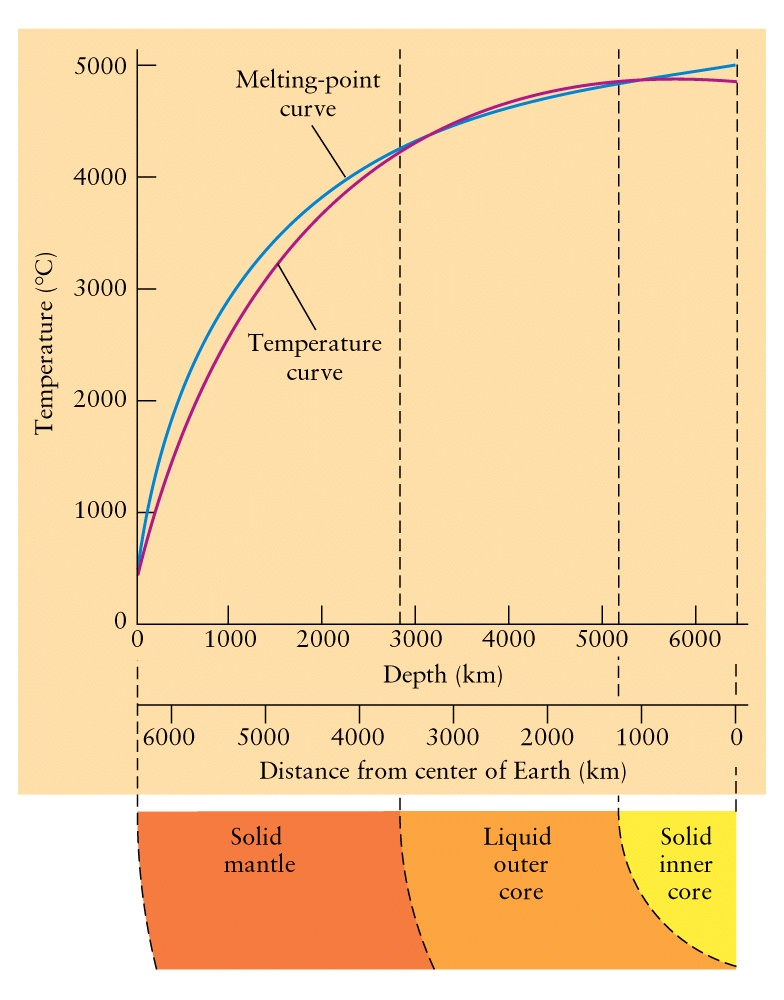 5000
4000
3000
2000
1000
0
Temperature (°C)
Melting-point
curve
Temperature
curve
0 1000 2000 3000 4000 5000 6000
Depth (km)
6000 5000 4000 3000 2000 1000 0
Distance from center of Earth (km)
Solid
mantle
Liquid
outer
core
Solid
inner
core